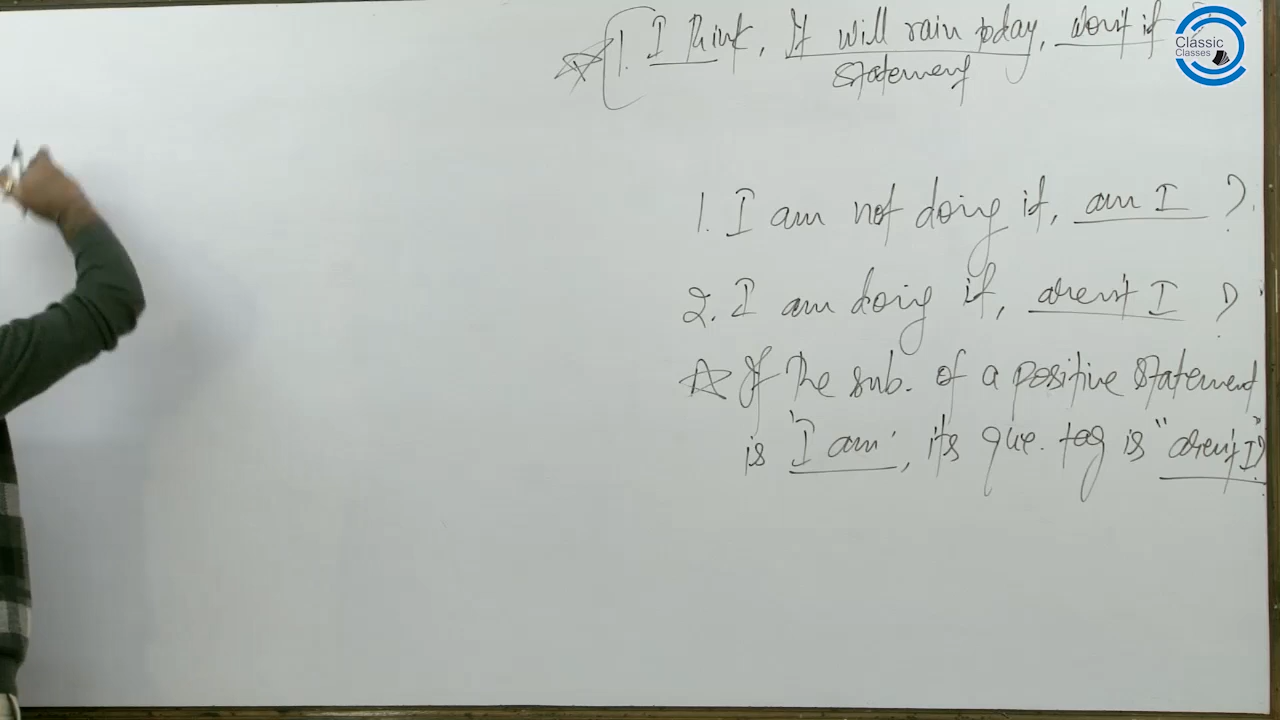 1. I think, It will rain today, won't it
statement
Classic
Classes
1. I am not doing it, am I ?
2. I am doing it, aren't I ?
☆ If the sub. of a positive statement
is 'I am', its que. tag is "aren't I"